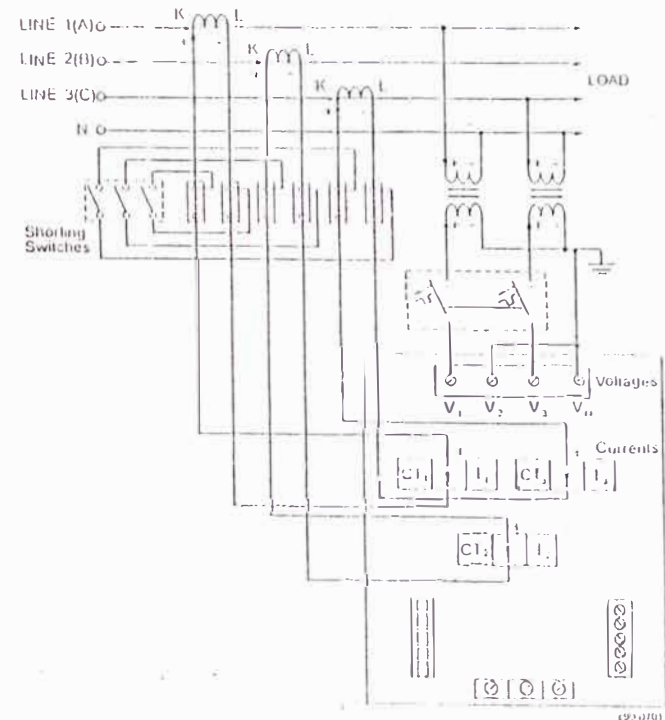 K L
LINE 1(A)
K L
LINE 2(B)
LOAD
K L
LINE 3(C)
N
Shorting
Switches
Voltages
V₁ V₂ V₃ Vₙ
Currents
CT₁ I₁ CT₃ I₃
CT₂ I₂